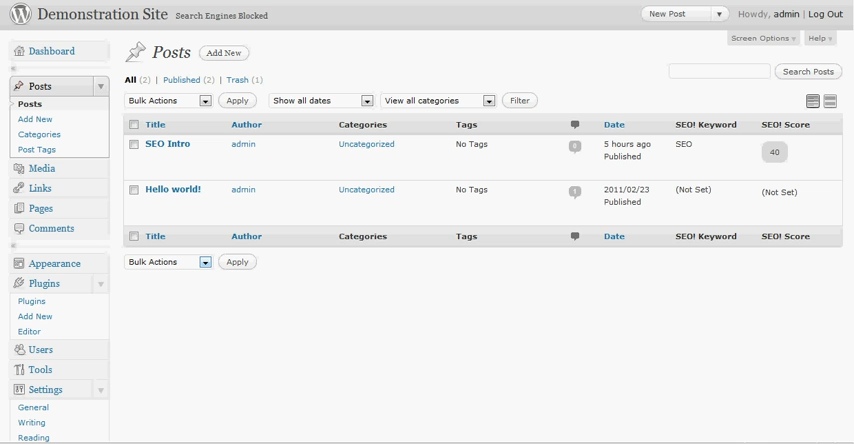 Demonstration Site Search Engines Blocked
New Post
Howdy, admin | Log Out
Screen Options
Help
Dashboard
Posts
Posts
Add New
Categories
Post Tags
Media
Links
Pages
Comments
Appearance
Plugins
Plugins
Add New
Editor
Users
Tools
Settings
General
Writing
Reading
Posts Add New
All (2) | Published (2) | Trash (1)
Search Posts
Bulk Actions Apply Show all dates View all categories Filter
Title Author Categories Tags Date SEO! Keyword SEO! Score
SEO Intro admin Uncategorized No Tags 0 5 hours ago SEO 40
Published
Hello world! admin Uncategorized No Tags 1 2011/02/23 (Not Set) (Not Set)
Published
Title Author Categories Tags Date SEO! Keyword SEO! Score
Bulk Actions Apply